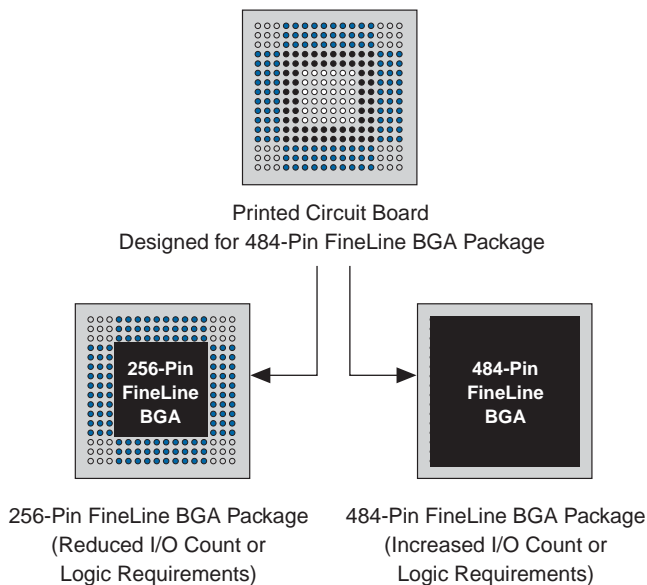 Printed Circuit Board
Designed for 484-Pin FineLine BGA Package
256-Pin
FineLine
BGA
484-Pin
FineLine
BGA
256-Pin FineLine BGA Package
(Reduced I/O Count or
Logic Requirements)
484-Pin FineLine BGA Package
(Increased I/O Count or
Logic Requirements)